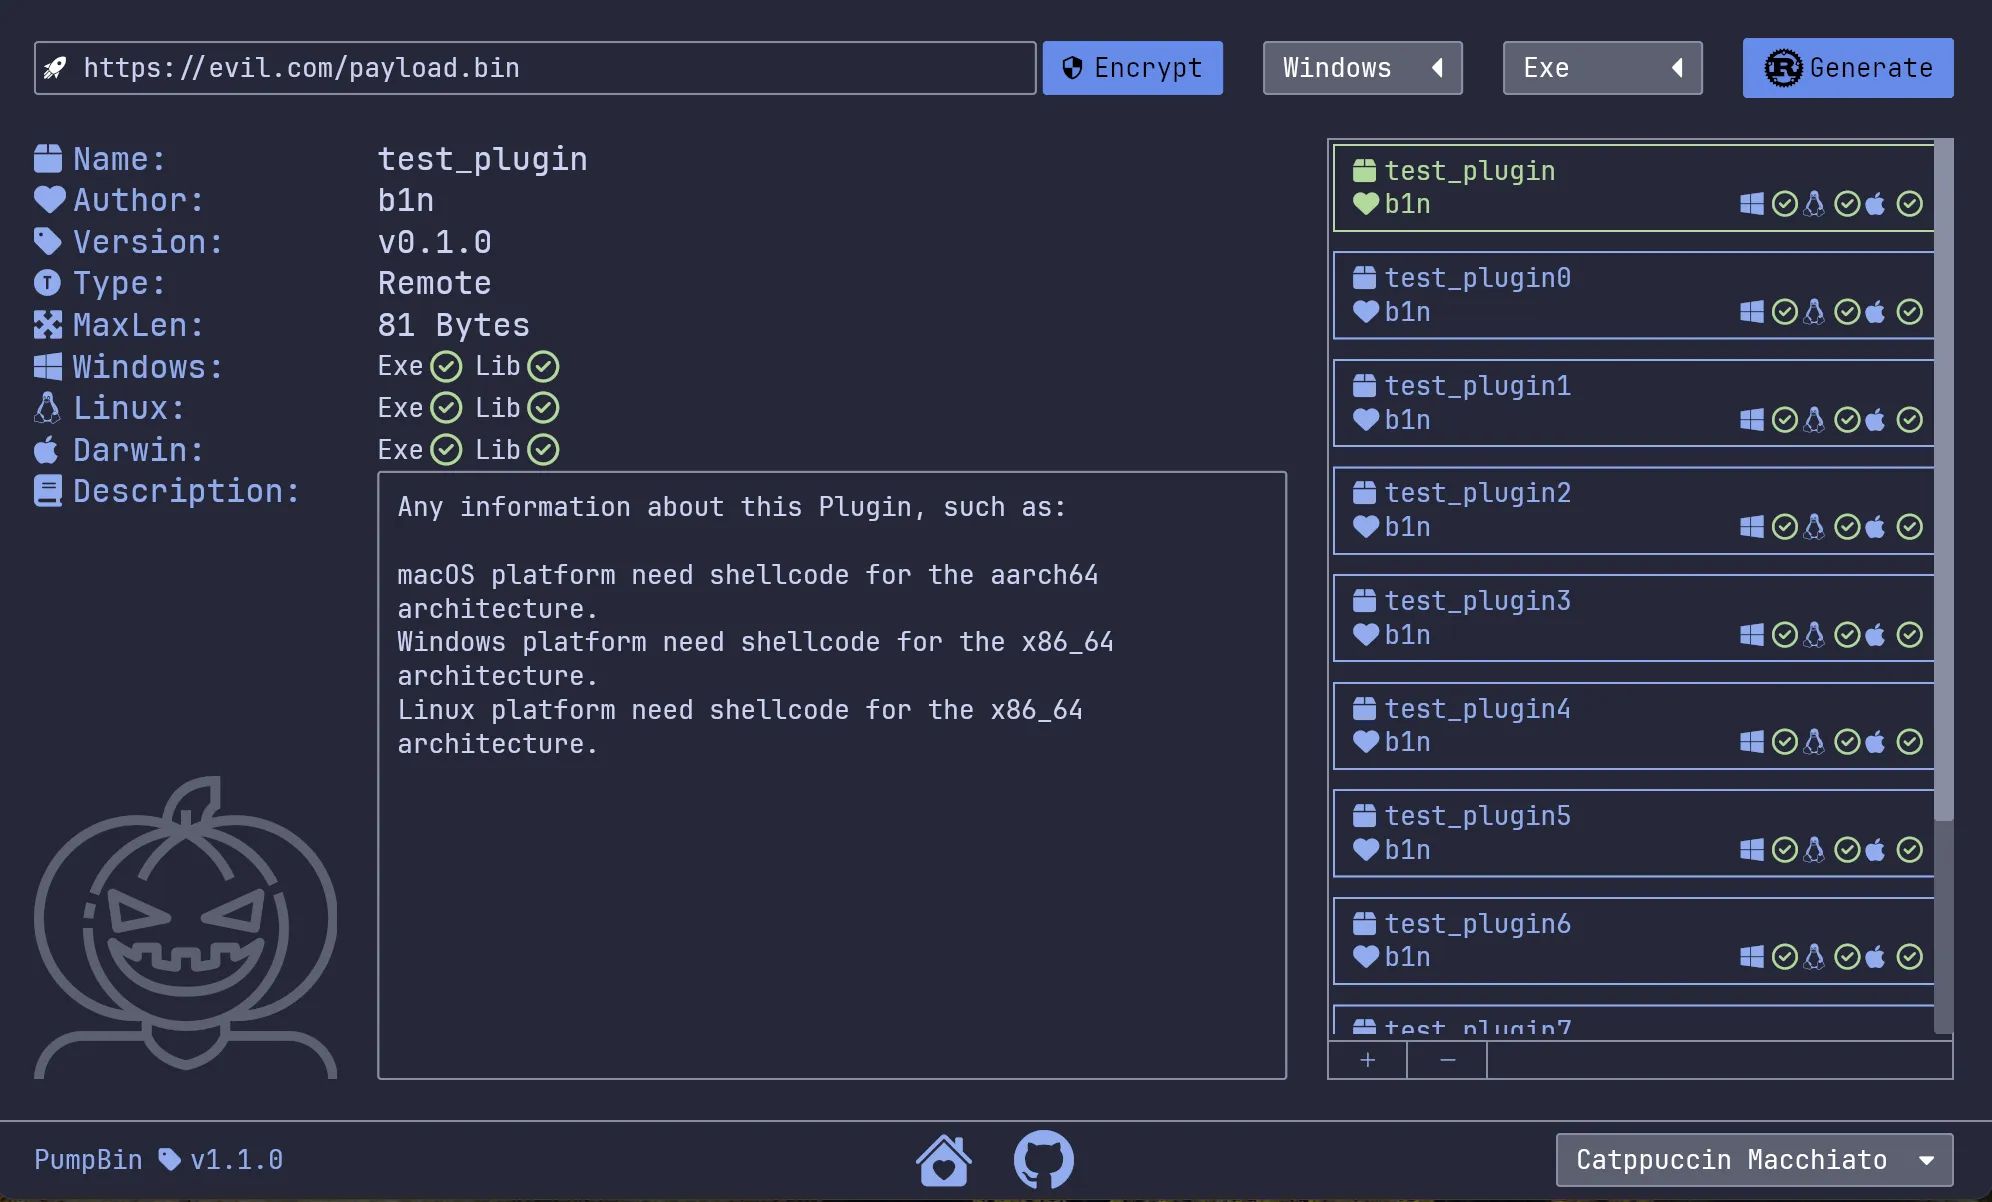 https://evil.com/payload.bin
Encrypt
Windows
Exe
Generate
Name: test_plugin
Author: b1n
Version: v0.1.0
Type: Remote
MaxLen: 81 Bytes
Windows: Exe Lib
Linux: Exe Lib
Darwin: Exe Lib
Description:
Any information about this Plugin, such as:
macOS platform need shellcode for the aarch64
architecture.
Windows platform need shellcode for the x86_64
architecture.
Linux platform need shellcode for the x86_64
architecture.
test_plugin
b1n
test_plugin0
b1n
test_plugin1
b1n
test_plugin2
b1n
test_plugin3
b1n
test_plugin4
b1n
test_plugin5
b1n
test_plugin6
b1n
test_plugin7
+ −
PumpBin v1.1.0
Catppuccin Macchiato